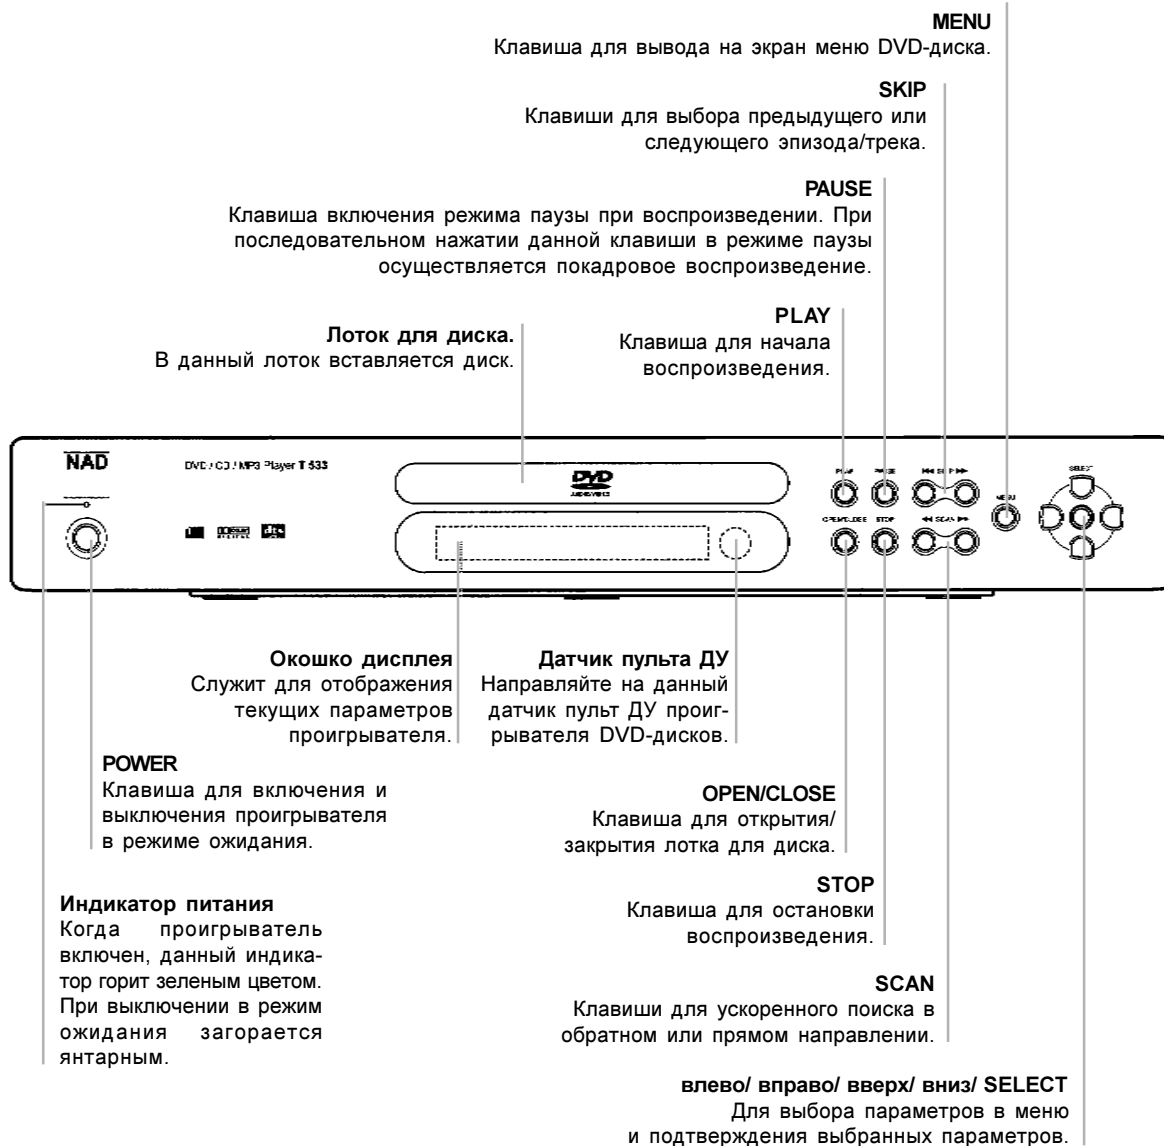 MENU
Клавиша для вывода на экран меню DVD-диска.
SKIP
Клавиши для выбора предыдущего или
следующего эпизода/трека.
PAUSE
Клавиша включения режима паузы при воспроизведении. При
последовательном нажатии данной клавиши в режиме паузы
осуществляется покадровое воспроизведение.
PLAY
Клавиша для начала
воспроизведения.
Лоток для диска.
В данный лоток вставляется диск.
NAD
DVD / CD / MP3 Player T 533
DVD
PLAY
PAUSE
SKIP
SELECT
MENU
OPEN/CLOSE
STOP
SCAN
dts
Окошко дисплея
Служит для отображения
текущих параметров
проигрывателя.
Датчик пульта ДУ
Направляйте на данный
датчик пульт ДУ проиг-
рывателя DVD-дисков.
POWER
Клавиша для включения и
выключения проигрывателя
в режиме ожидания.
OPEN/CLOSE
Клавиша для открытия/
закрытия лотка для диска.
STOP
Клавиша для остановки
воспроизведения.
Индикатор питания
Когда проигрыватель
включен, данный индика-
тор горит зеленым цветом.
При выключении в режим
ожидания загорается
янтарным.
SCAN
Клавиши для ускоренного поиска в
обратном или прямом направлении.
влево/ вправо/ вверх/ вниз/ SELECT
Для выбора параметров в меню
и подтверждения выбранных параметров.